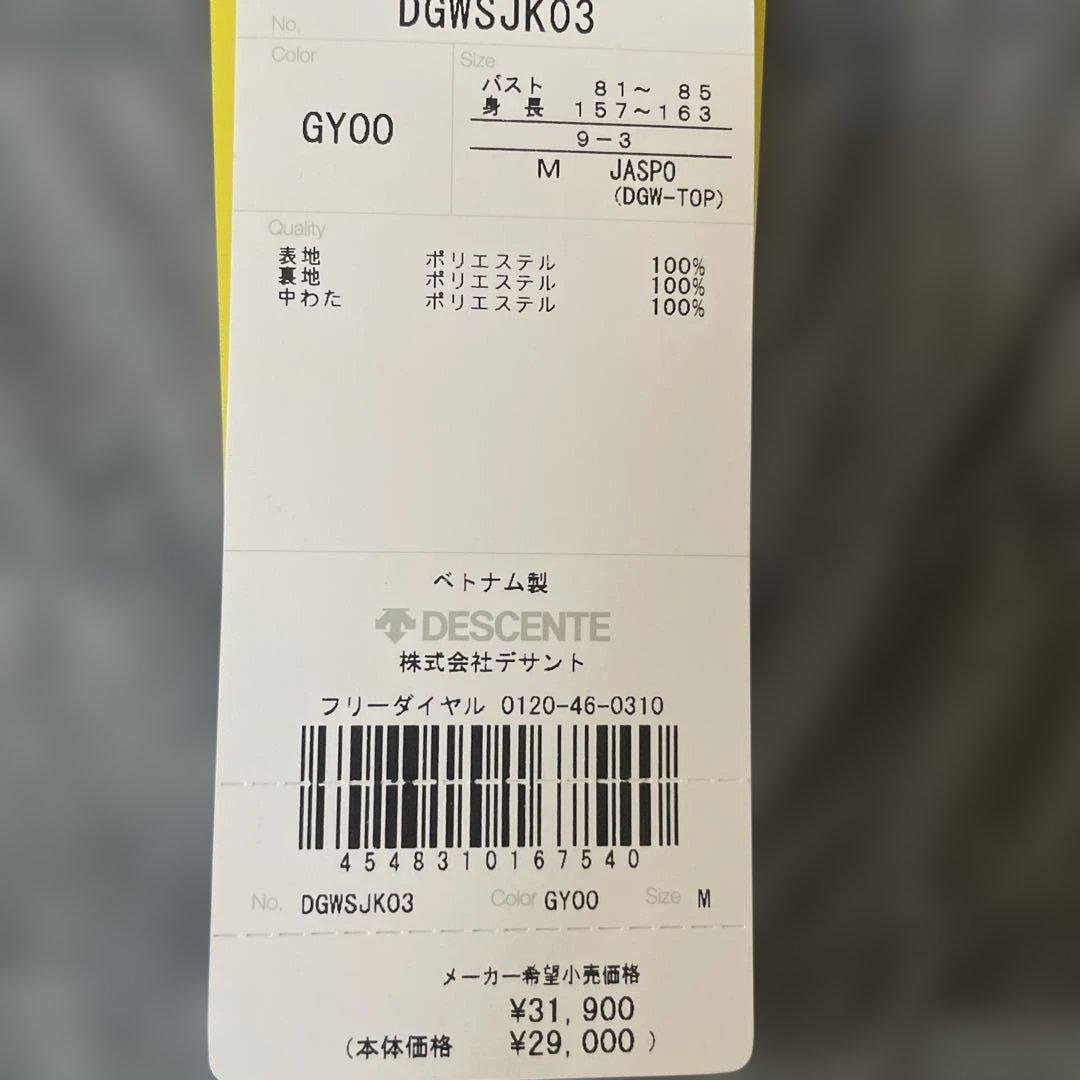 No. DGWSJK03
Color
GY00
Size
バスト 81~ 85
身 長 157~163
9-3
M JASPO
(DGW-TOP)
Quality
表地 ポリエステル 100%
裏地 ポリエステル 100%
中わた ポリエステル 100%
ベトナム製
DESCENTE
株式会社デサント
フリーダイヤル 0120-46-0310
4548310167540
No. DGWSJK03 Color GY00 Size M
メーカー希望小売価格
¥31,900
(本体価格 ¥29,000 )